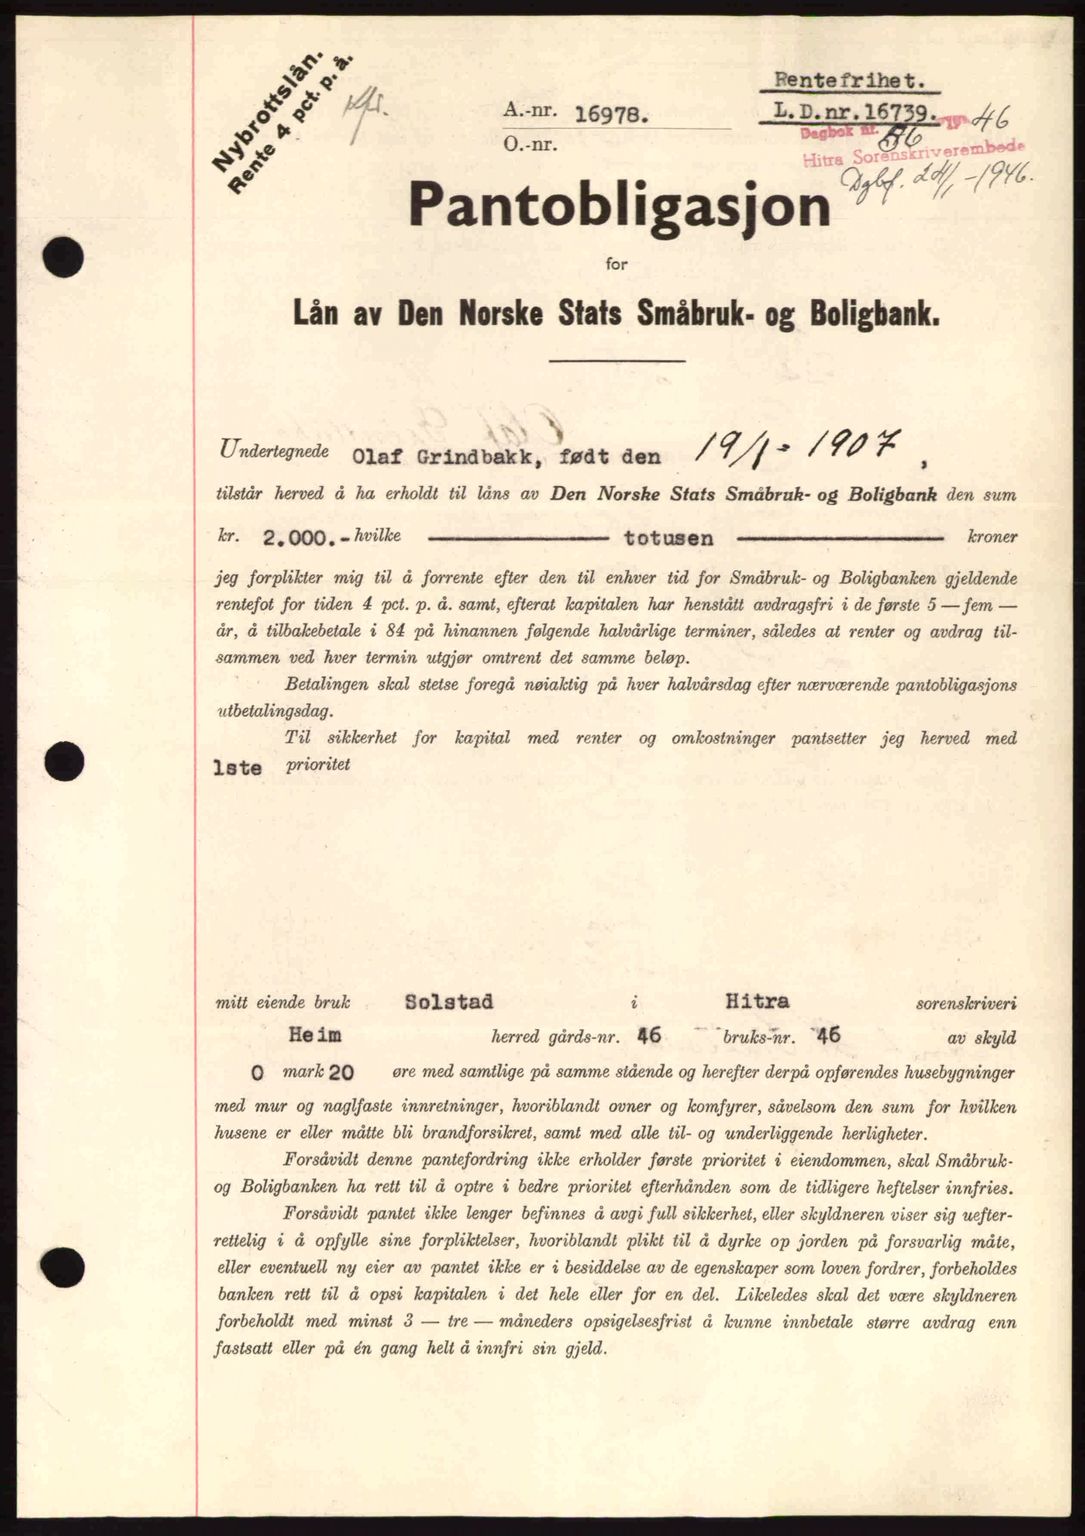 Nybrottslån.
Rente 4 pct. p. å.
A.-nr. 16978.
O.-nr.
Rentefrihet.
L.D.nr.16739.
Dagbok nr. 56 19 46
Hitra Sorenskriverembede
Dgbf. 24/1-1946.
Pantobligasjon
for
Lån av Den Norske Stats Småbruk- og Boligbank.
Undertegnede Olaf Grindbakk, født den 19/1-1907,
tilstår herved å ha erholdt til låns av Den Norske Stats Småbruk- og Boligbank den sum
kr. 2.000.- hvilke totusen kroner
jeg forplikter mig til å forrente efter den til enhver tid for Småbruk- og Boligbanken gjeldende
rentefot for tiden 4 pct. p. å. samt, efterat kapitalen har henstått avdragsfri i de første 5 — fem —
år, å tilbakebetale i 84 på hinannen følgende halvårlige terminer, således at renter og avdrag til-
sammen ved hver termin utgjør omtrent det samme beløp.
Betalingen skal stetse foregå nøiaktig på hver halvårsdag efter nærværende pantobligasjons
utbetalingsdag.
Til sikkerhet for kapital med renter og omkostninger pantsetter jeg herved med
1ste prioritet
mitt eiende bruk Solstad i Hitra sorenskriveri
Heim herred gårds-nr. 46 bruks-nr. 46 av skyld
0 mark 20 øre med samtlige på samme stående og herefter derpå opførendes husebygninger
med mur og naglfaste innretninger, hvoriblandt ovner og komfyrer, såvelsom den sum for hvilken
husene er eller måtte bli brandforsikret, samt med alle til- og underliggende herligheter.
Forsåvidt denne pantefordring ikke erholder første prioritet i eiendommen, skal Småbruk-
og Boligbanken ha rett til å optre i bedre prioritet efterhånden som de tidligere heftelser innfries.
Forsåvidt pantet ikke lenger befinnes å avgi full sikkerhet, eller skyldneren viser sig uefter-
rettelig i å opfylle sine forpliktelser, hvoriblandt plikt til å dyrke op jorden på forsvarlig måte,
eller eventuell ny eier av pantet ikke er i besiddelse av de egenskaper som loven fordrer, forbeholdes
banken rett til å opsi kapitalen i det hele eller for en del. Likeledes skal det være skyldneren
forbeholdt med minst 3 — tre — måneders opsigelsesfrist å kunne innbetale større avdrag enn
fastsatt eller på én gang helt å innfri sin gjeld.